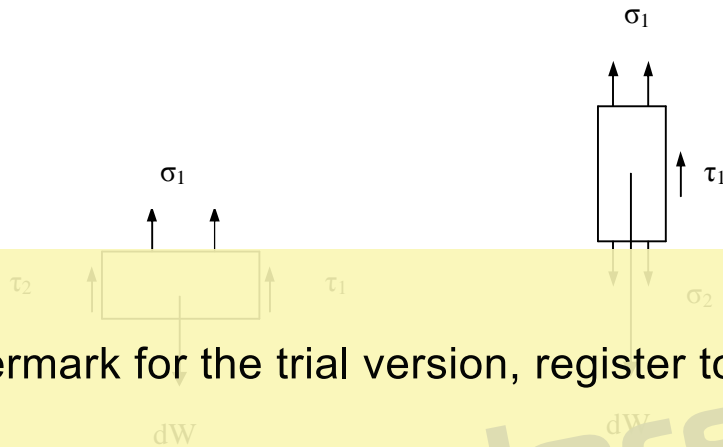 σ1
σ1
τ1
τ2
τ1
σ2
ermark for the trial version, register to
dW
dW